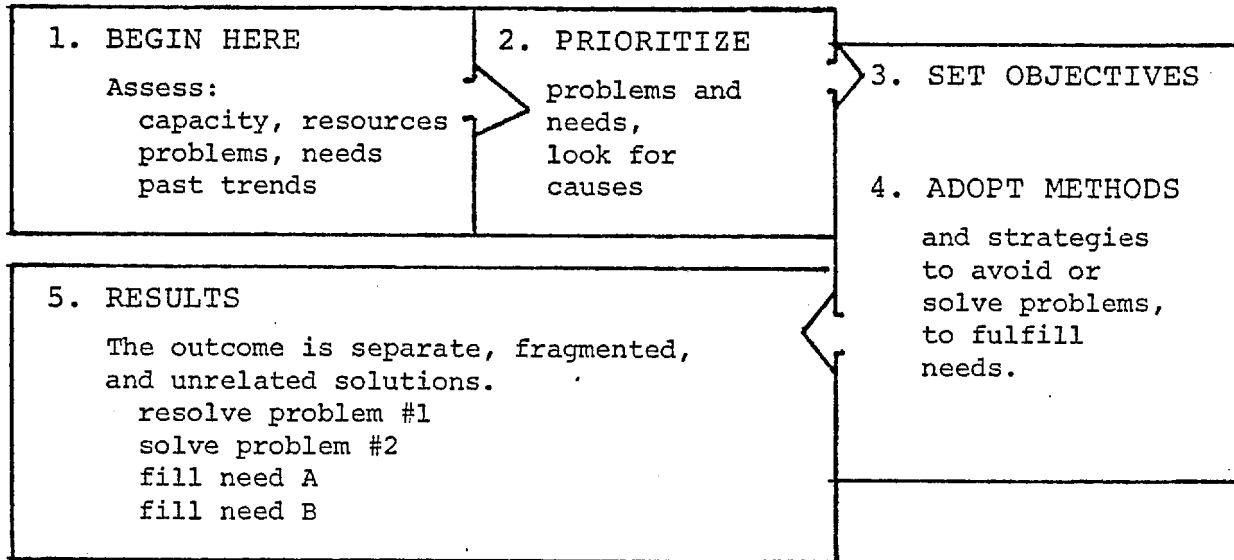 1. BEGIN HERE
Assess:
capacity, resources
problems, needs
past trends
2. PRIORITIZE
problems and
needs,
look for
causes
3. SET OBJECTIVES
4. ADOPT METHODS
and strategies
to avoid or
solve problems,
to fulfill
needs.
5. RESULTS
The outcome is separate, fragmented,
and unrelated solutions.
resolve problem #1
solve problem #2
fill need A
fill need B